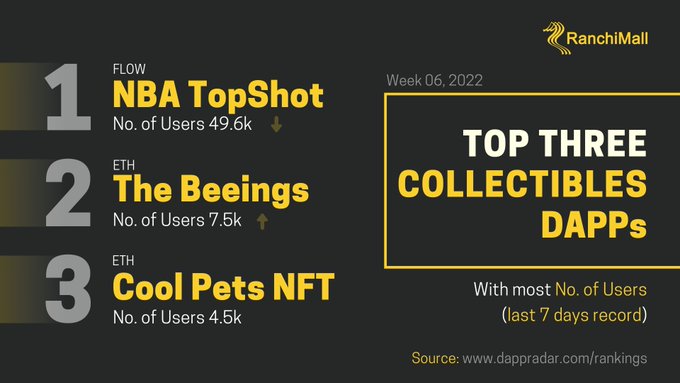 RanchiMall
Week 06, 2022
TOP THREE
COLLECTIBLES
DAPPs
With most No. of Users
(last 7 days record)
1
FLOW
NBA TopShot
No. of Users 49.6k
2
ETH
The Beeings
No. of Users 7.5k
3
ETH
Cool Pets NFT
No. of Users 4.5k
Source: www.dappradar.com/rankings